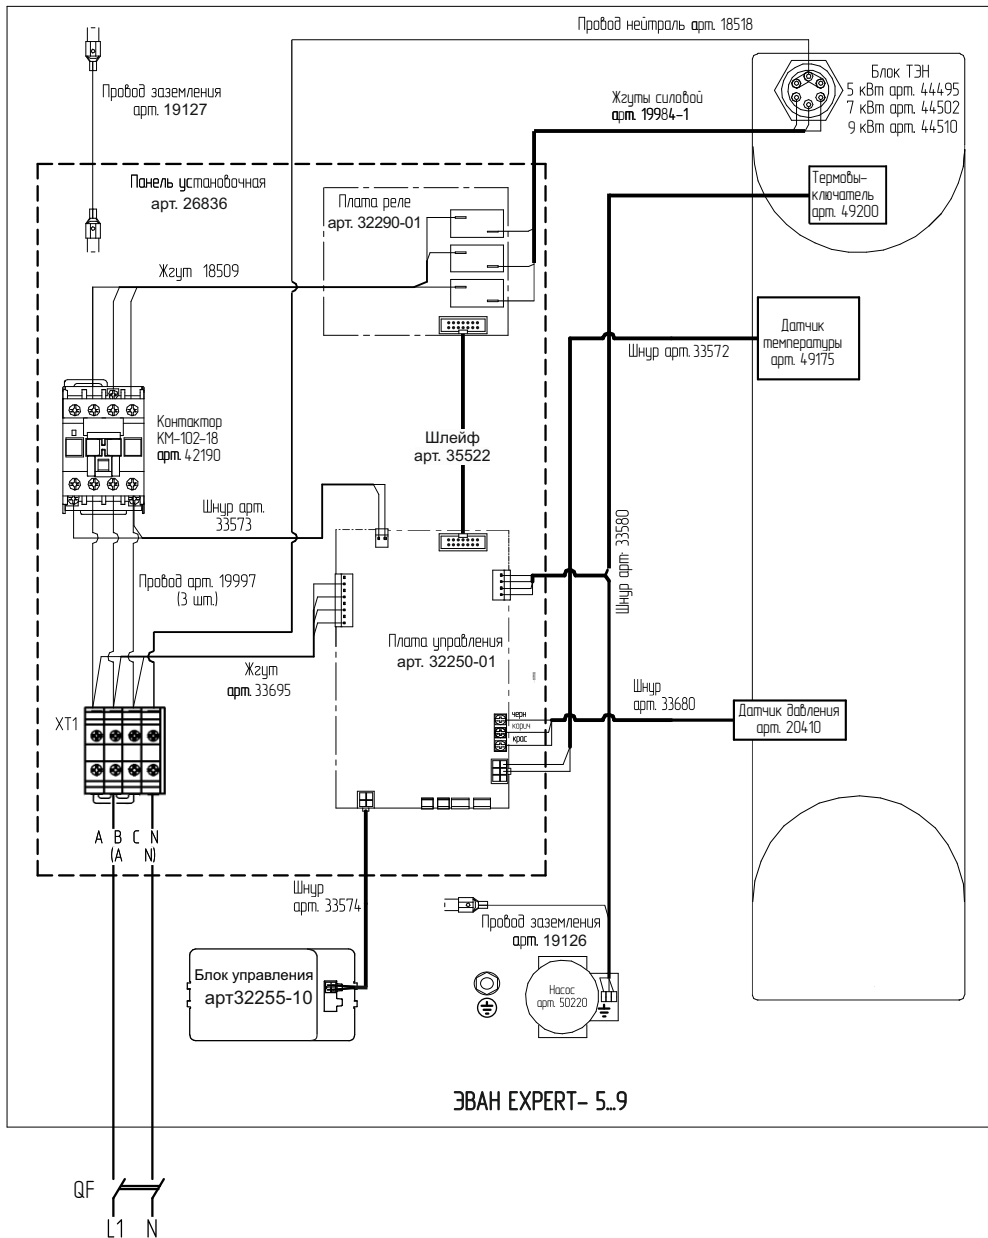 Провод нейтраль арт. 18518
Провод заземления
арт. 19127
Жгуты силовой
арт. 19984-1
Блок ТЭН
5 кВт арт. 44495
7 кВт арт. 44502
9 кВт арт. 44510
Панель установочная
арт. 26836
Плата реле
арт. 32290-01
Термовы-
ключатель
арт. 49200
Жгут 18509
Датчик
температуры
арт. 49175
Шнур арт. 33572
Контактор
КМ-102-18
арт. 42190
Шлейф
арт. 35522
Шнур арт.
33573
Шнур арт. 33580
Провод арт. 19997
(3 шт.)
Плата управления
арт. 32250-01
Жгут
арт. 33695
Шнур
арт. 33680
XT1
черн
корич
крас
Датчик давления
арт. 20410
A B C N
(A N)
Шнур
арт. 33574
Провод заземления
арт. 19126
Блок управления
арт32255-10
Насос
арт. 50220
ЭВАН EXPERT- 5...9
QF
L1 N